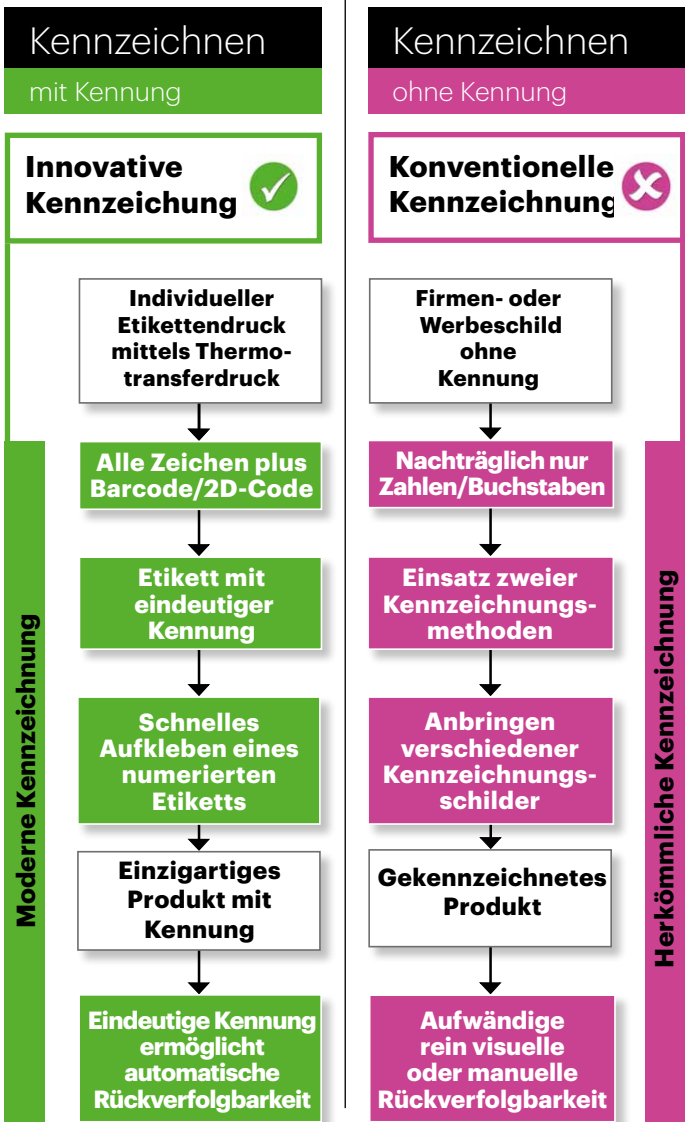 Kennzeichnen
mit Kennung
Innovative
Kennzeichung
Individueller
Etikettendruck
mittels Thermo-
transferdruck
Alle Zeichen plus
Barcode/2D-Code
Etikett mit
eindeutiger
Kennung
Schnelles
Aufkleben eines
numerierten
Etiketts
Einzigartiges
Produkt mit
Kennung
Eindeutige Kennung
ermöglicht
automatische
Rückverfolgbarkeit
Moderne Kennzeichnung
Kennzeichnen
ohne Kennung
Konventionelle
Kennzeichnung
Firmen- oder
Werbeschild
ohne
Kennung
Nachträglich nur
Zahlen/Buchstaben
Einsatz zweier
Kennzeichnungs-
methoden
Anbringen
verschiedener
Kennzeichnungs-
schilder
Gekennzeichnetes
Produkt
Aufwändige
rein visuelle
oder manuelle
Rückverfolgbarkeit
Herkömmliche Kennzeichnung